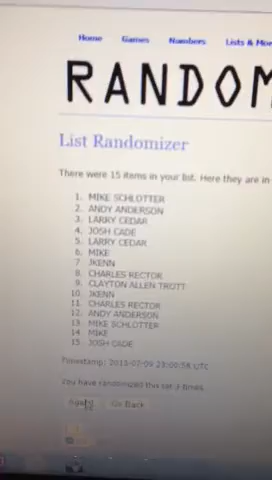 Home Games Numbers Lists & Mor
RANDOM
List Randomizer
There were 15 items in your list. Here they are in
1. MIKE SCHLOTTER
2. ANDY ANDERSON
3. LARRY CEDAR
4. JOSH CADE
5. LARRY CEDAR
6. MIKE
7. JKENN
8. CHARLES RECTOR
9. CLAYTON ALLEN TROTT
10. JKENN
11. CHARLES RECTOR
12. ANDY ANDERSON
13. MIKE SCHLOTTER
14. MIKE
15. JOSH CADE
Timestamp: 2015-07-09 23:00:58 UTC
You have randomized this list 3 times
Again! Go Back